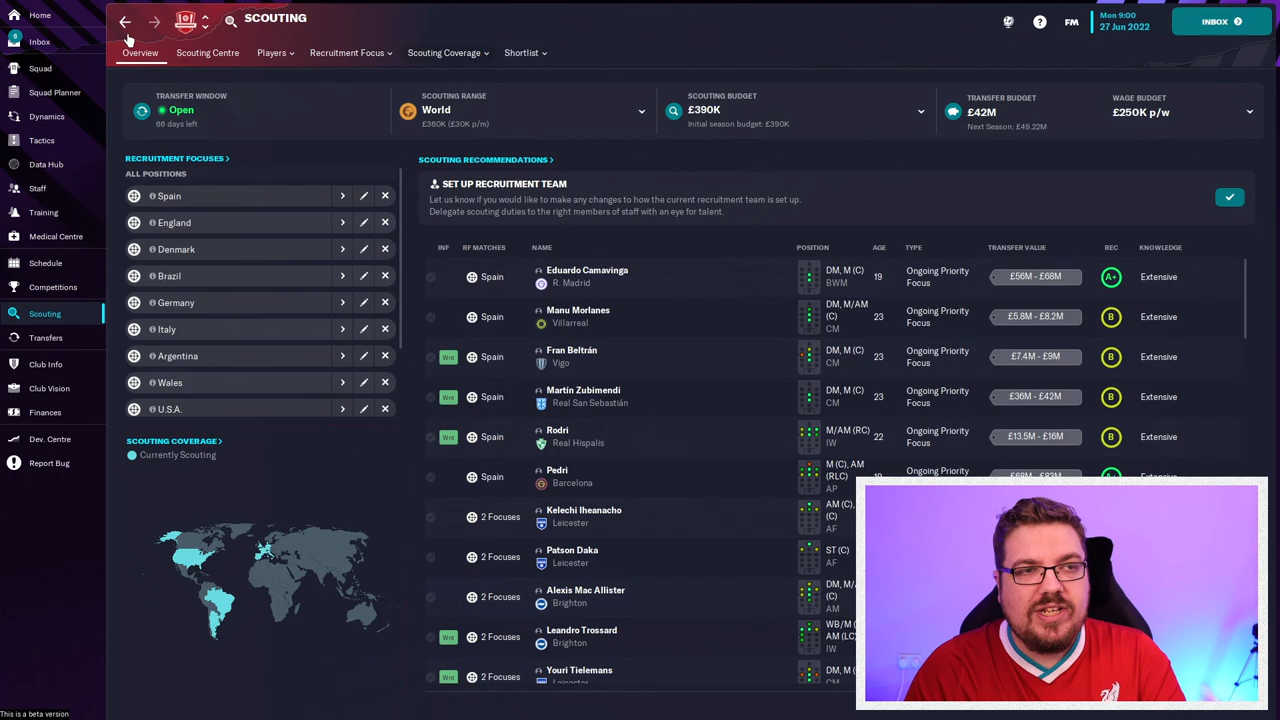 Home
6
Inbox
Squad
Squad Planner
Dynamics
Tactics
Data Hub
Staff
Training
Medical Centre
Schedule
Competitions
Scouting
Transfers
Club Info
Club Vision
Finances
Dev. Centre
Report Bug
This is a beta version
SCOUTING
FM
Mon 9:00
27 Jun 2022
INBOX
Overview
Scouting Centre
Players
Recruitment Focus
Scouting Coverage
Shortlist
TRANSFER WINDOW
Open
66 days left
SCOUTING RANGE
World
£360K (£30K p/m)
SCOUTING BUDGET
£390K
Initial season budget: £390K
TRANSFER BUDGET
£42M
Next Season: £49.22M
WAGE BUDGET
£250K p/w
RECRUITMENT FOCUSES >
ALL POSITIONS
Spain
England
Denmark
Brazil
Germany
Italy
Argentina
Wales
U.S.A.
SCOUTING COVERAGE >
Currently Scouting
SCOUTING RECOMMENDATIONS >
SET UP RECRUITMENT TEAM
Let us know if you would like to make any changes to how the current recruitment team is set up.
Delegate scouting duties to the right members of staff with an eye for talent.
INF RF MATCHES NAME POSITION AGE TYPE TRANSFER VALUE REC KNOWLEDGE
Spain Eduardo Camavinga R. Madrid DM, M (C) BWM 19 Ongoing Priority Focus £56M - £68M A+ Extensive
Spain Manu Morlanes Villarreal DM, M/AM (C) CM 23 Ongoing Priority Focus £5.8M - £8.2M B Extensive
Wnt Spain Fran Beltrán Vigo DM, M (C) CM 23 Ongoing Priority Focus £7.4M - £9M B Extensive
Wnt Spain Martín Zubimendi Real San Sebastián DM, M (C) CM 23 Ongoing Priority Focus £36M - £42M B Extensive
Wnt Spain Rodri Real Hispalis M/AM (RC) IW 22 Ongoing Priority Focus £13.5M - £16M B Extensive
Spain Pedri Barcelona M (C), AM (RLC) AP Ongoing Priority Extensive
2 Focuses Kelechi Iheanacho Leicester AM (C), (C) AF
2 Focuses Patson Daka Leicester ST (C) AF
2 Focuses Alexis Mac Allister Brighton (C) AM
Wnt 2 Focuses Leandro Trossard Brighton AM (LC) IW
Wnt 2 Focuses Youri Tielemans Leicester